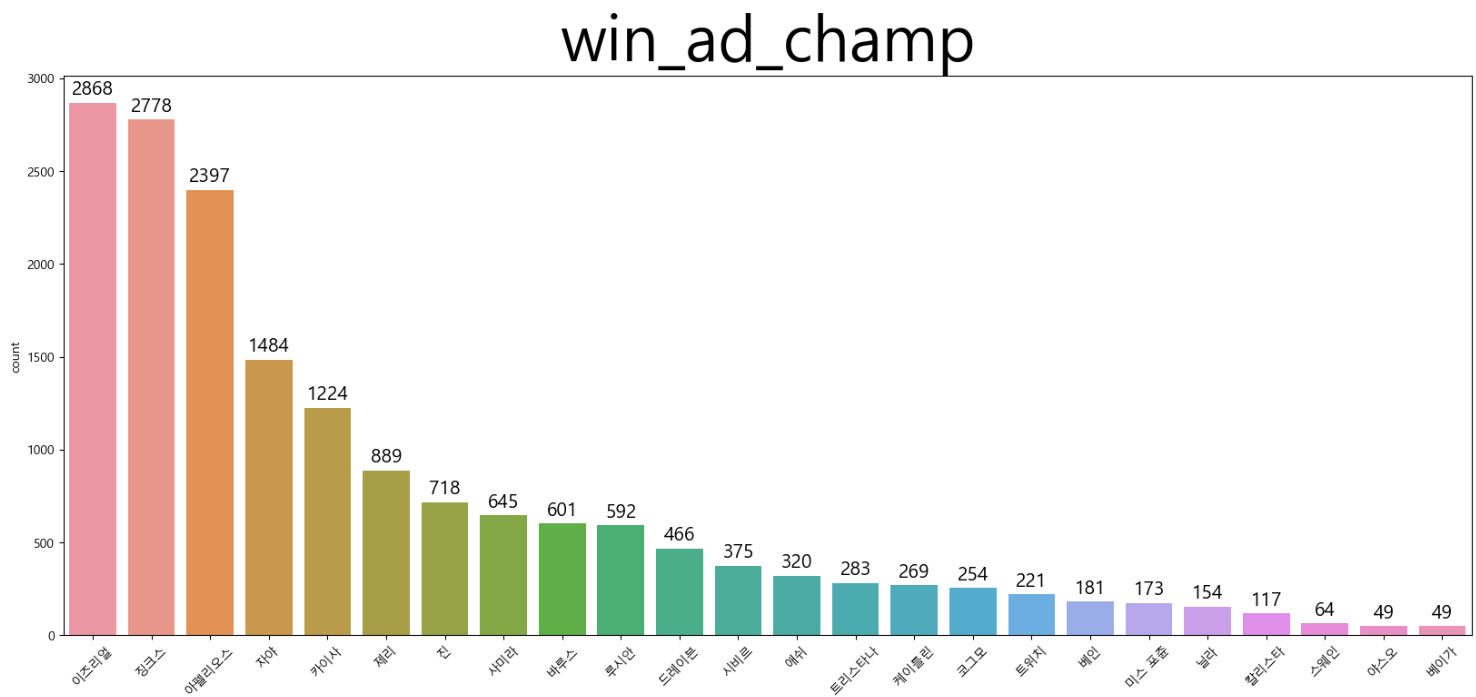 win_ad_champ
3000
2500
2000
1500
1000
500
0
count
2868
2778
2397
1484
1224
889
718
645
601
592
466
375
320
283
269
254
221
181
173
154
117
64
49
49
이즈리얼
징크스
아펠리오스
자야
카이사
제리
진
사미라
바루스
루시안
드레이븐
시비르
애쉬
트리스타나
케이틀린
코그모
트위치
베인
미스 포츈
닐라
칼리스타
스웨인
야스오
베이가